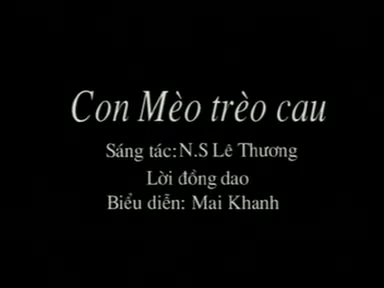 Con Mèo trèo cau
Sáng tác: N.S Lê Thương
Lời đồng dao
Biểu diễn: Mai Khanh